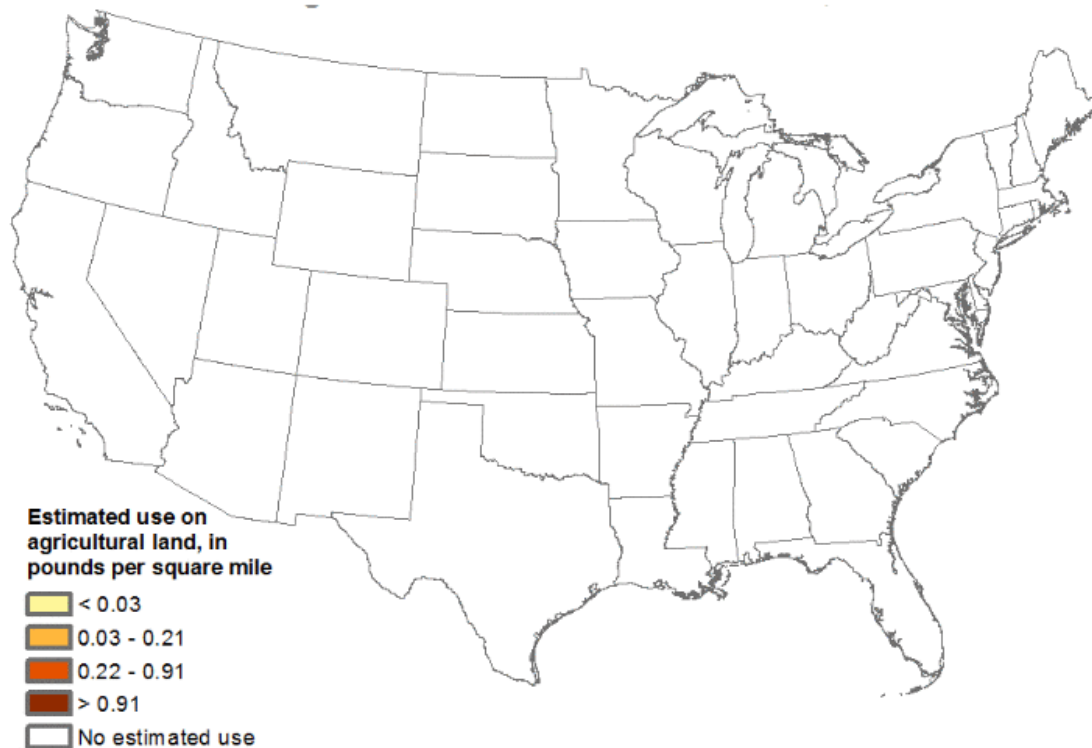 Estimated use on
agricultural land, in
pounds per square mile
< 0.03
0.03 - 0.21
0.22 - 0.91
> 0.91
No estimated use